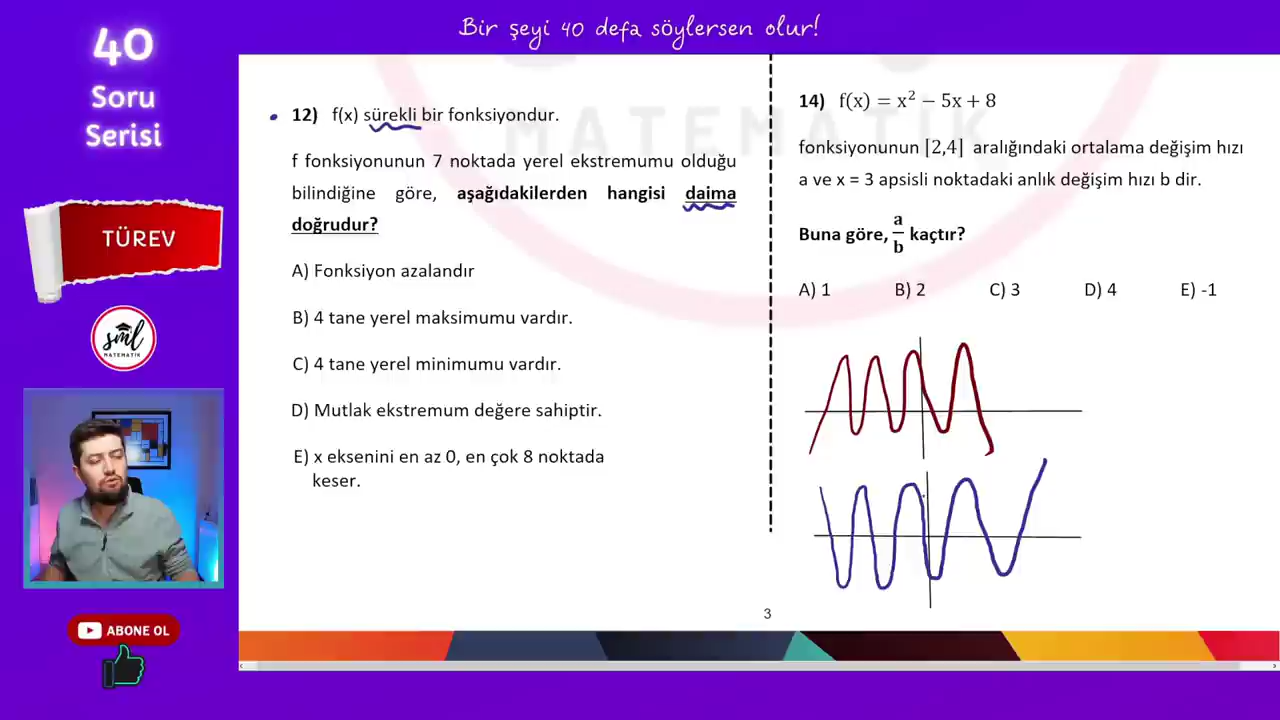 Bir şeyi 40 defa söylersen olur!
40
Soru
Serisi
TÜREV
sml
MATEMATİK
ABONE OL
MATEMATİK
12) f(x) sürekli bir fonksiyondur.
f fonksiyonunun 7 noktada yerel ekstremumu olduğu
bilindiğine göre, aşağıdakilerden hangisi daima
doğrudur?
A) Fonksiyon azalandır
B) 4 tane yerel maksimumu vardır.
C) 4 tane yerel minimumu vardır.
D) Mutlak ekstremum değere sahiptir.
E) x eksenini en az 0, en çok 8 noktada
keser.
14) f(x) = x² − 5x + 8
fonksiyonunun [2,4] aralığındaki ortalama değişim hızı
a ve x = 3 apsisli noktadaki anlık değişim hızı b dir.
Buna göre, a/b kaçtır?
A) 1 B) 2 C) 3 D) 4 E) -1
3